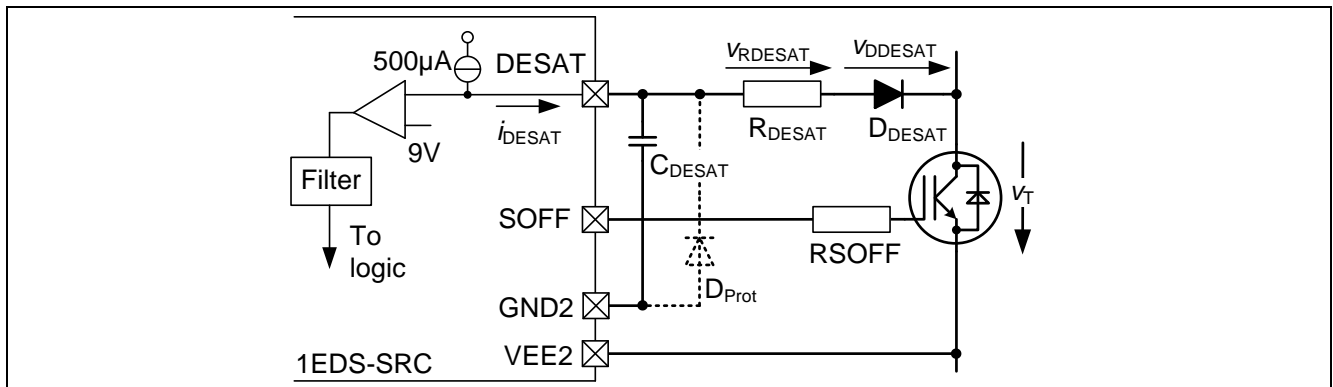 500µA
DESAT
vRDESAT
vDDESAT
iDESAT
RDESAT
DDESAT
9V
CDESAT
Filter
vT
SOFF
To
logic
RSOFF
DProt
GND2
1EDS-SRC
VEE2